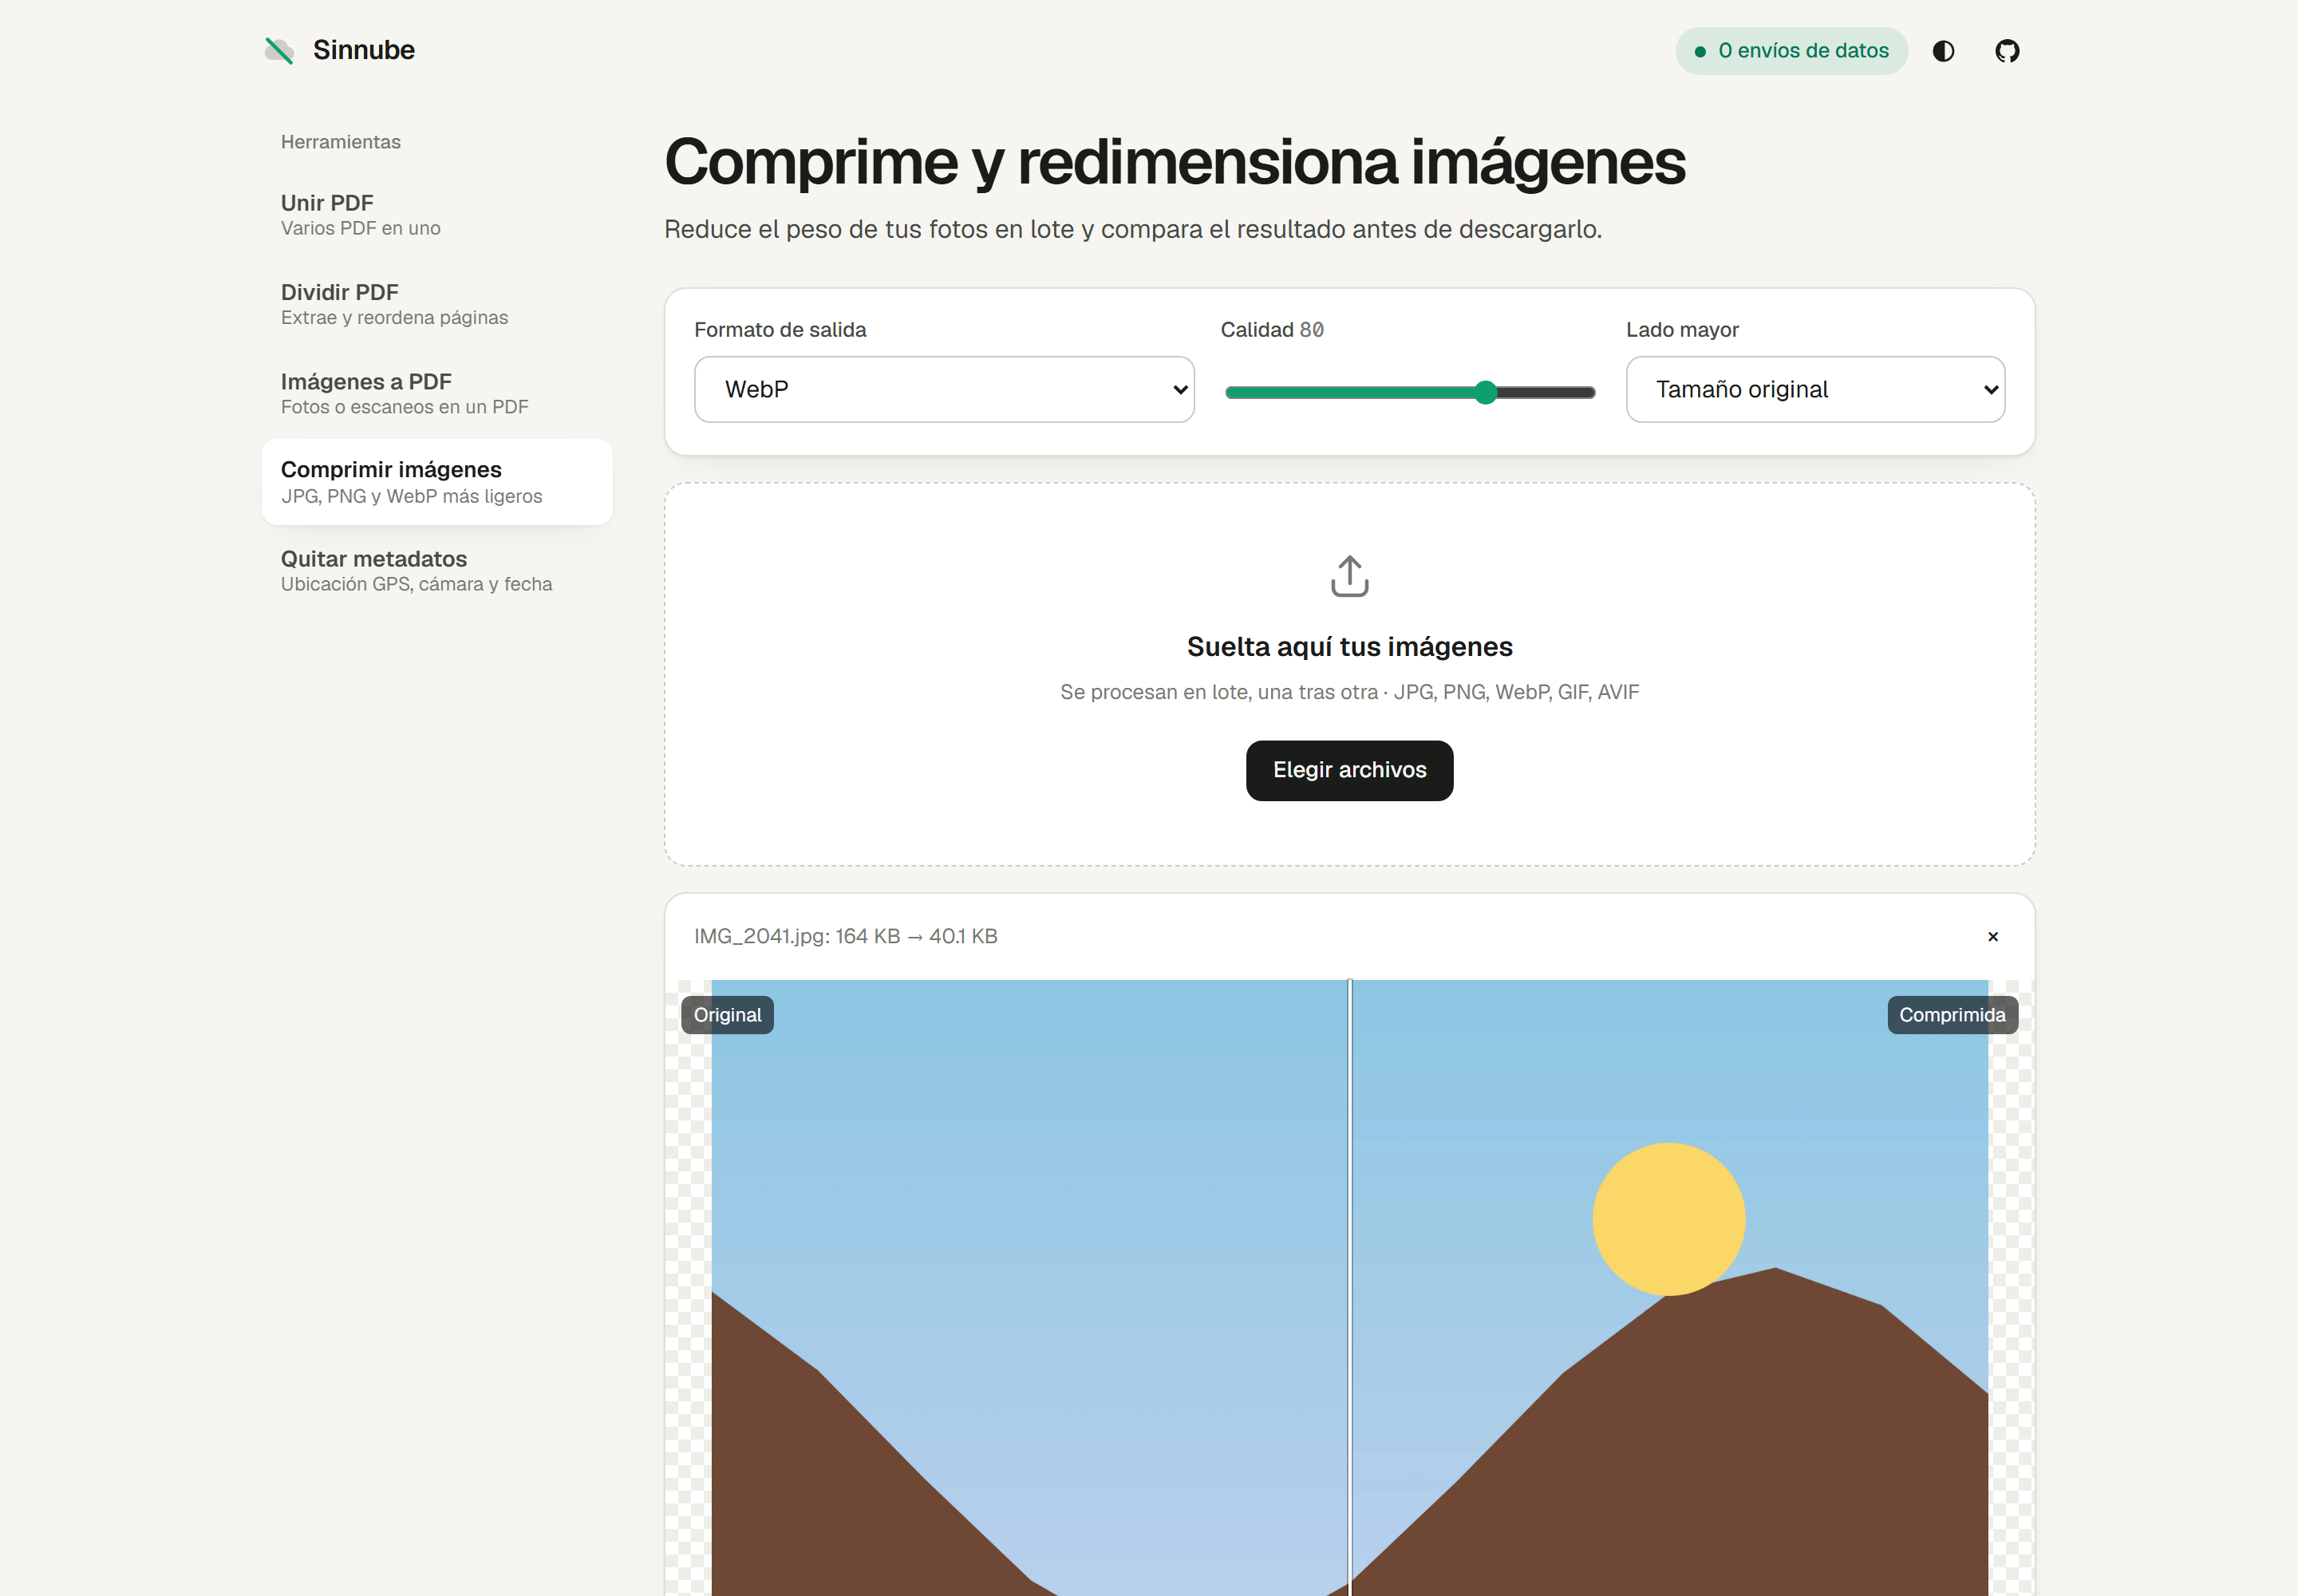 Sinnube
0 envíos de datos
Herramientas
Unir PDF
Varios PDF en uno
Dividir PDF
Extrae y reordena páginas
Imágenes a PDF
Fotos o escaneos en un PDF
Comprimir imágenes
JPG, PNG y WebP más ligeros
Quitar metadatos
Ubicación GPS, cámara y fecha
Comprime y redimensiona imágenes
Reduce el peso de tus fotos en lote y compara el resultado antes de descargarlo.
Formato de salida
WebP
Calidad 80
Lado mayor
Tamaño original
Suelta aquí tus imágenes
Se procesan en lote, una tras otra · JPG, PNG, WebP, GIF, AVIF
Elegir archivos
IMG_2041.jpg: 164 KB → 40.1 KB
×
Original
Comprimida